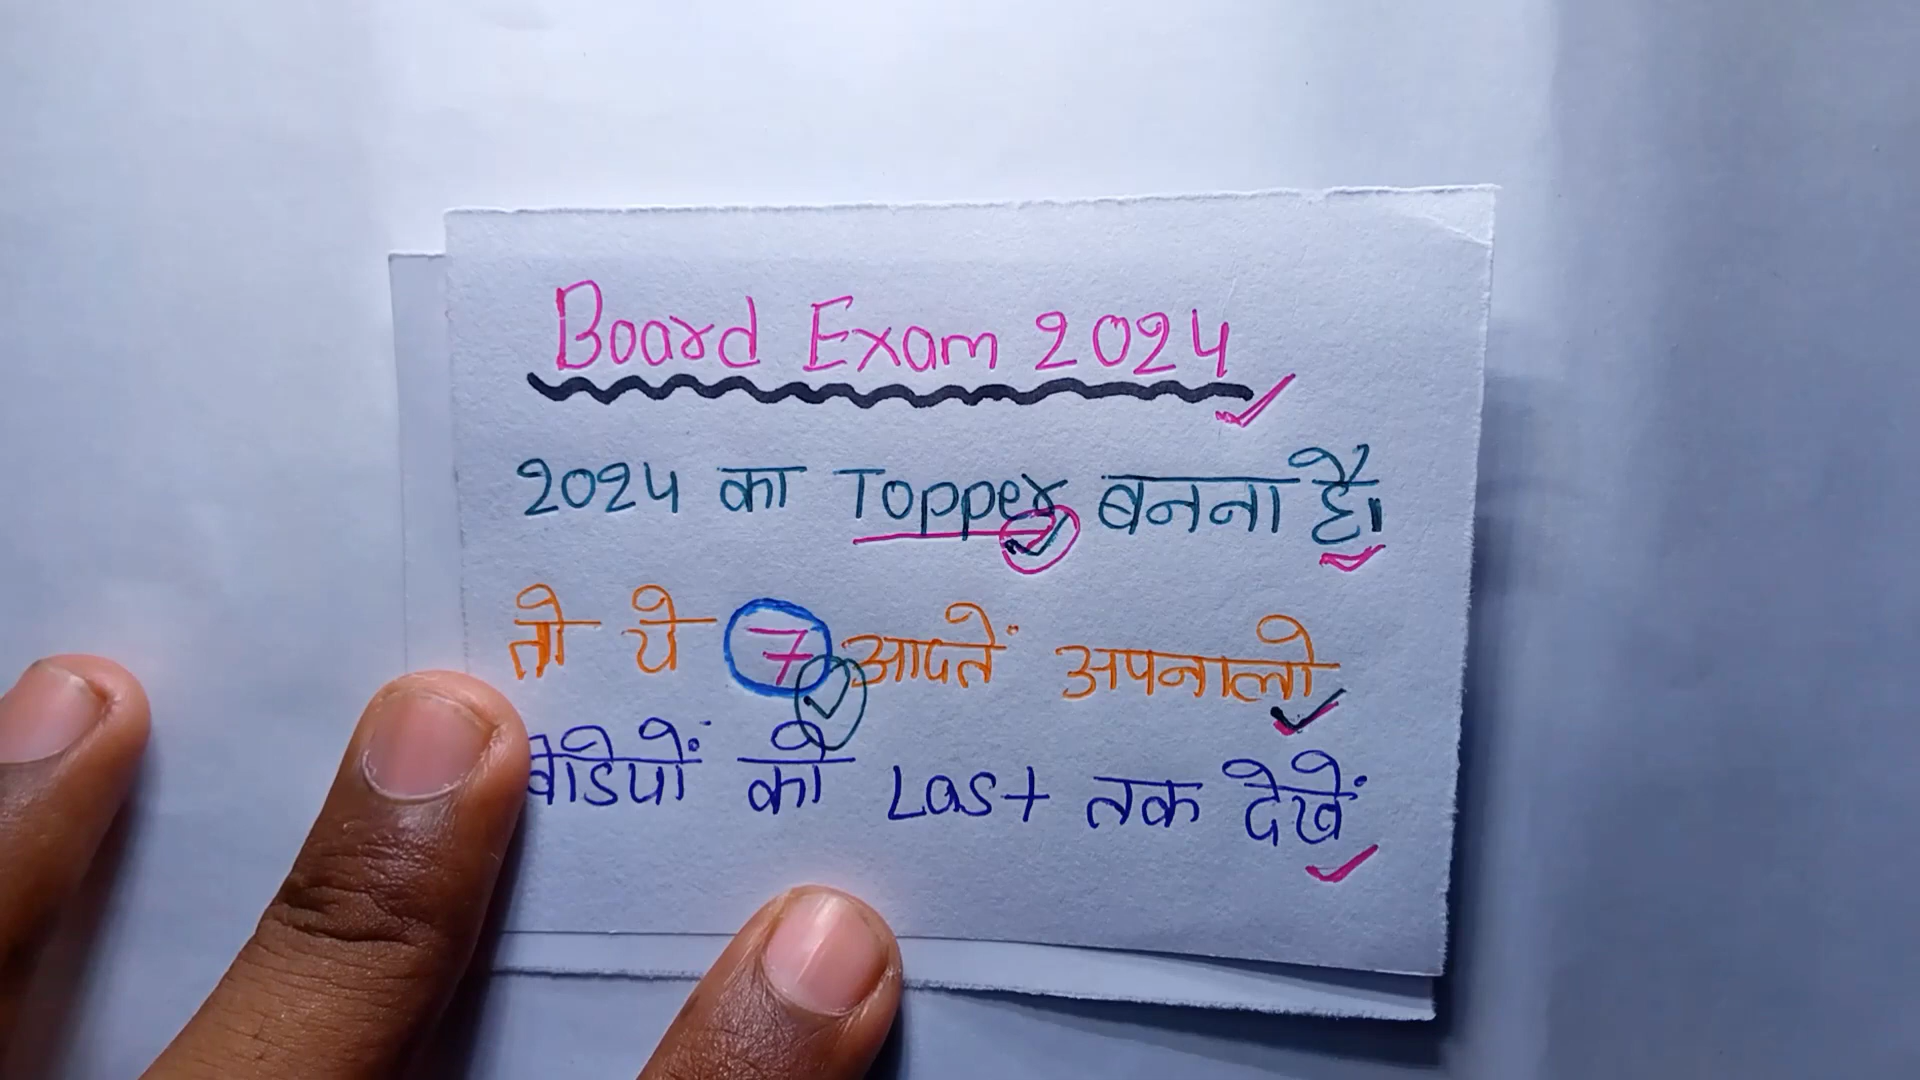 Board Exam 2024
2024 का Topper बनना है।
तो ये 7 आदतें अपनालो
वीडियों को Last तक देखें